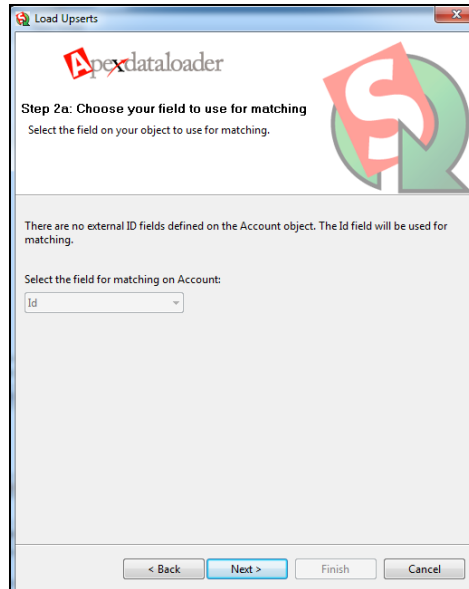 Load Upserts
Apexdataloader
Step 2a: Choose your field to use for matching
Select the field on your object to use for matching.
There are no external ID fields defined on the Account object. The Id field will be used for
matching.
Select the field for matching on Account:
Id
< Back Next > Finish Cancel